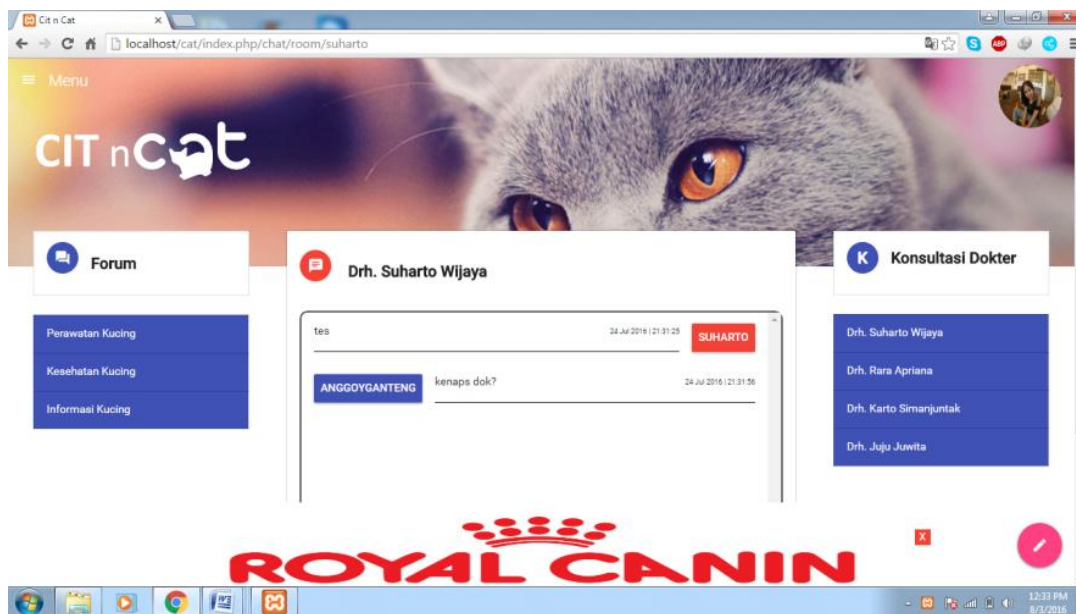 Cit n Cat
localhost/cat/index.php/chat/room/suharto
ABP
Menu
CIT n Cat
Forum
Drh. Suharto Wijaya
K Konsultasi Dokter
Perawatan Kucing
Kesehatan Kucing
Informasi Kucing
tes 24 Jul 2016 | 21:31:25 SUHARTO
ANGGOYGANTENG kenaps dok? 24 Jul 2016 | 21:31:56
Drh. Suharto Wijaya
Drh. Rara Apriana
Drh. Karto Simanjuntak
Drh. Juju Juwita
X
ROYAL CANIN
12:33 PM
8/3/2016